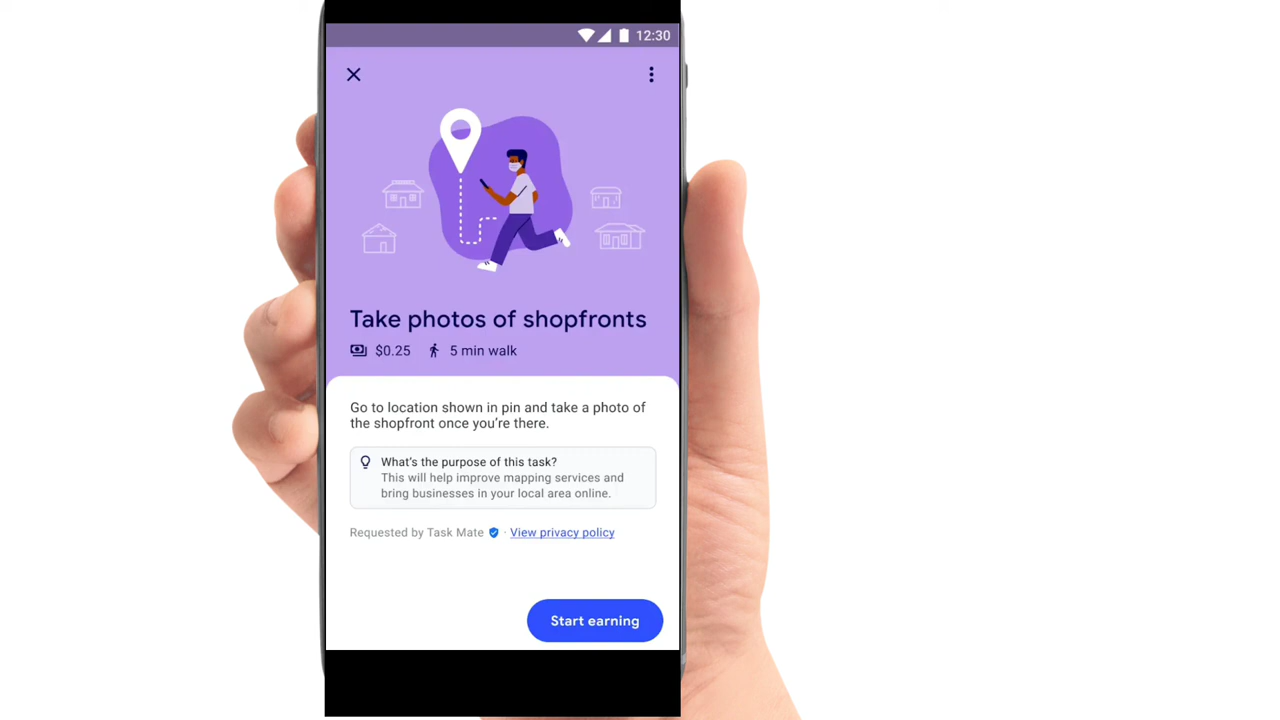 12:30
Take photos of shopfronts
$0.25 5 min walk
Go to location shown in pin and take a photo of
the shopfront once you’re there.
What’s the purpose of this task?
This will help improve mapping services and
bring businesses in your local area online.
Requested by Task Mate · View privacy policy
Start earning